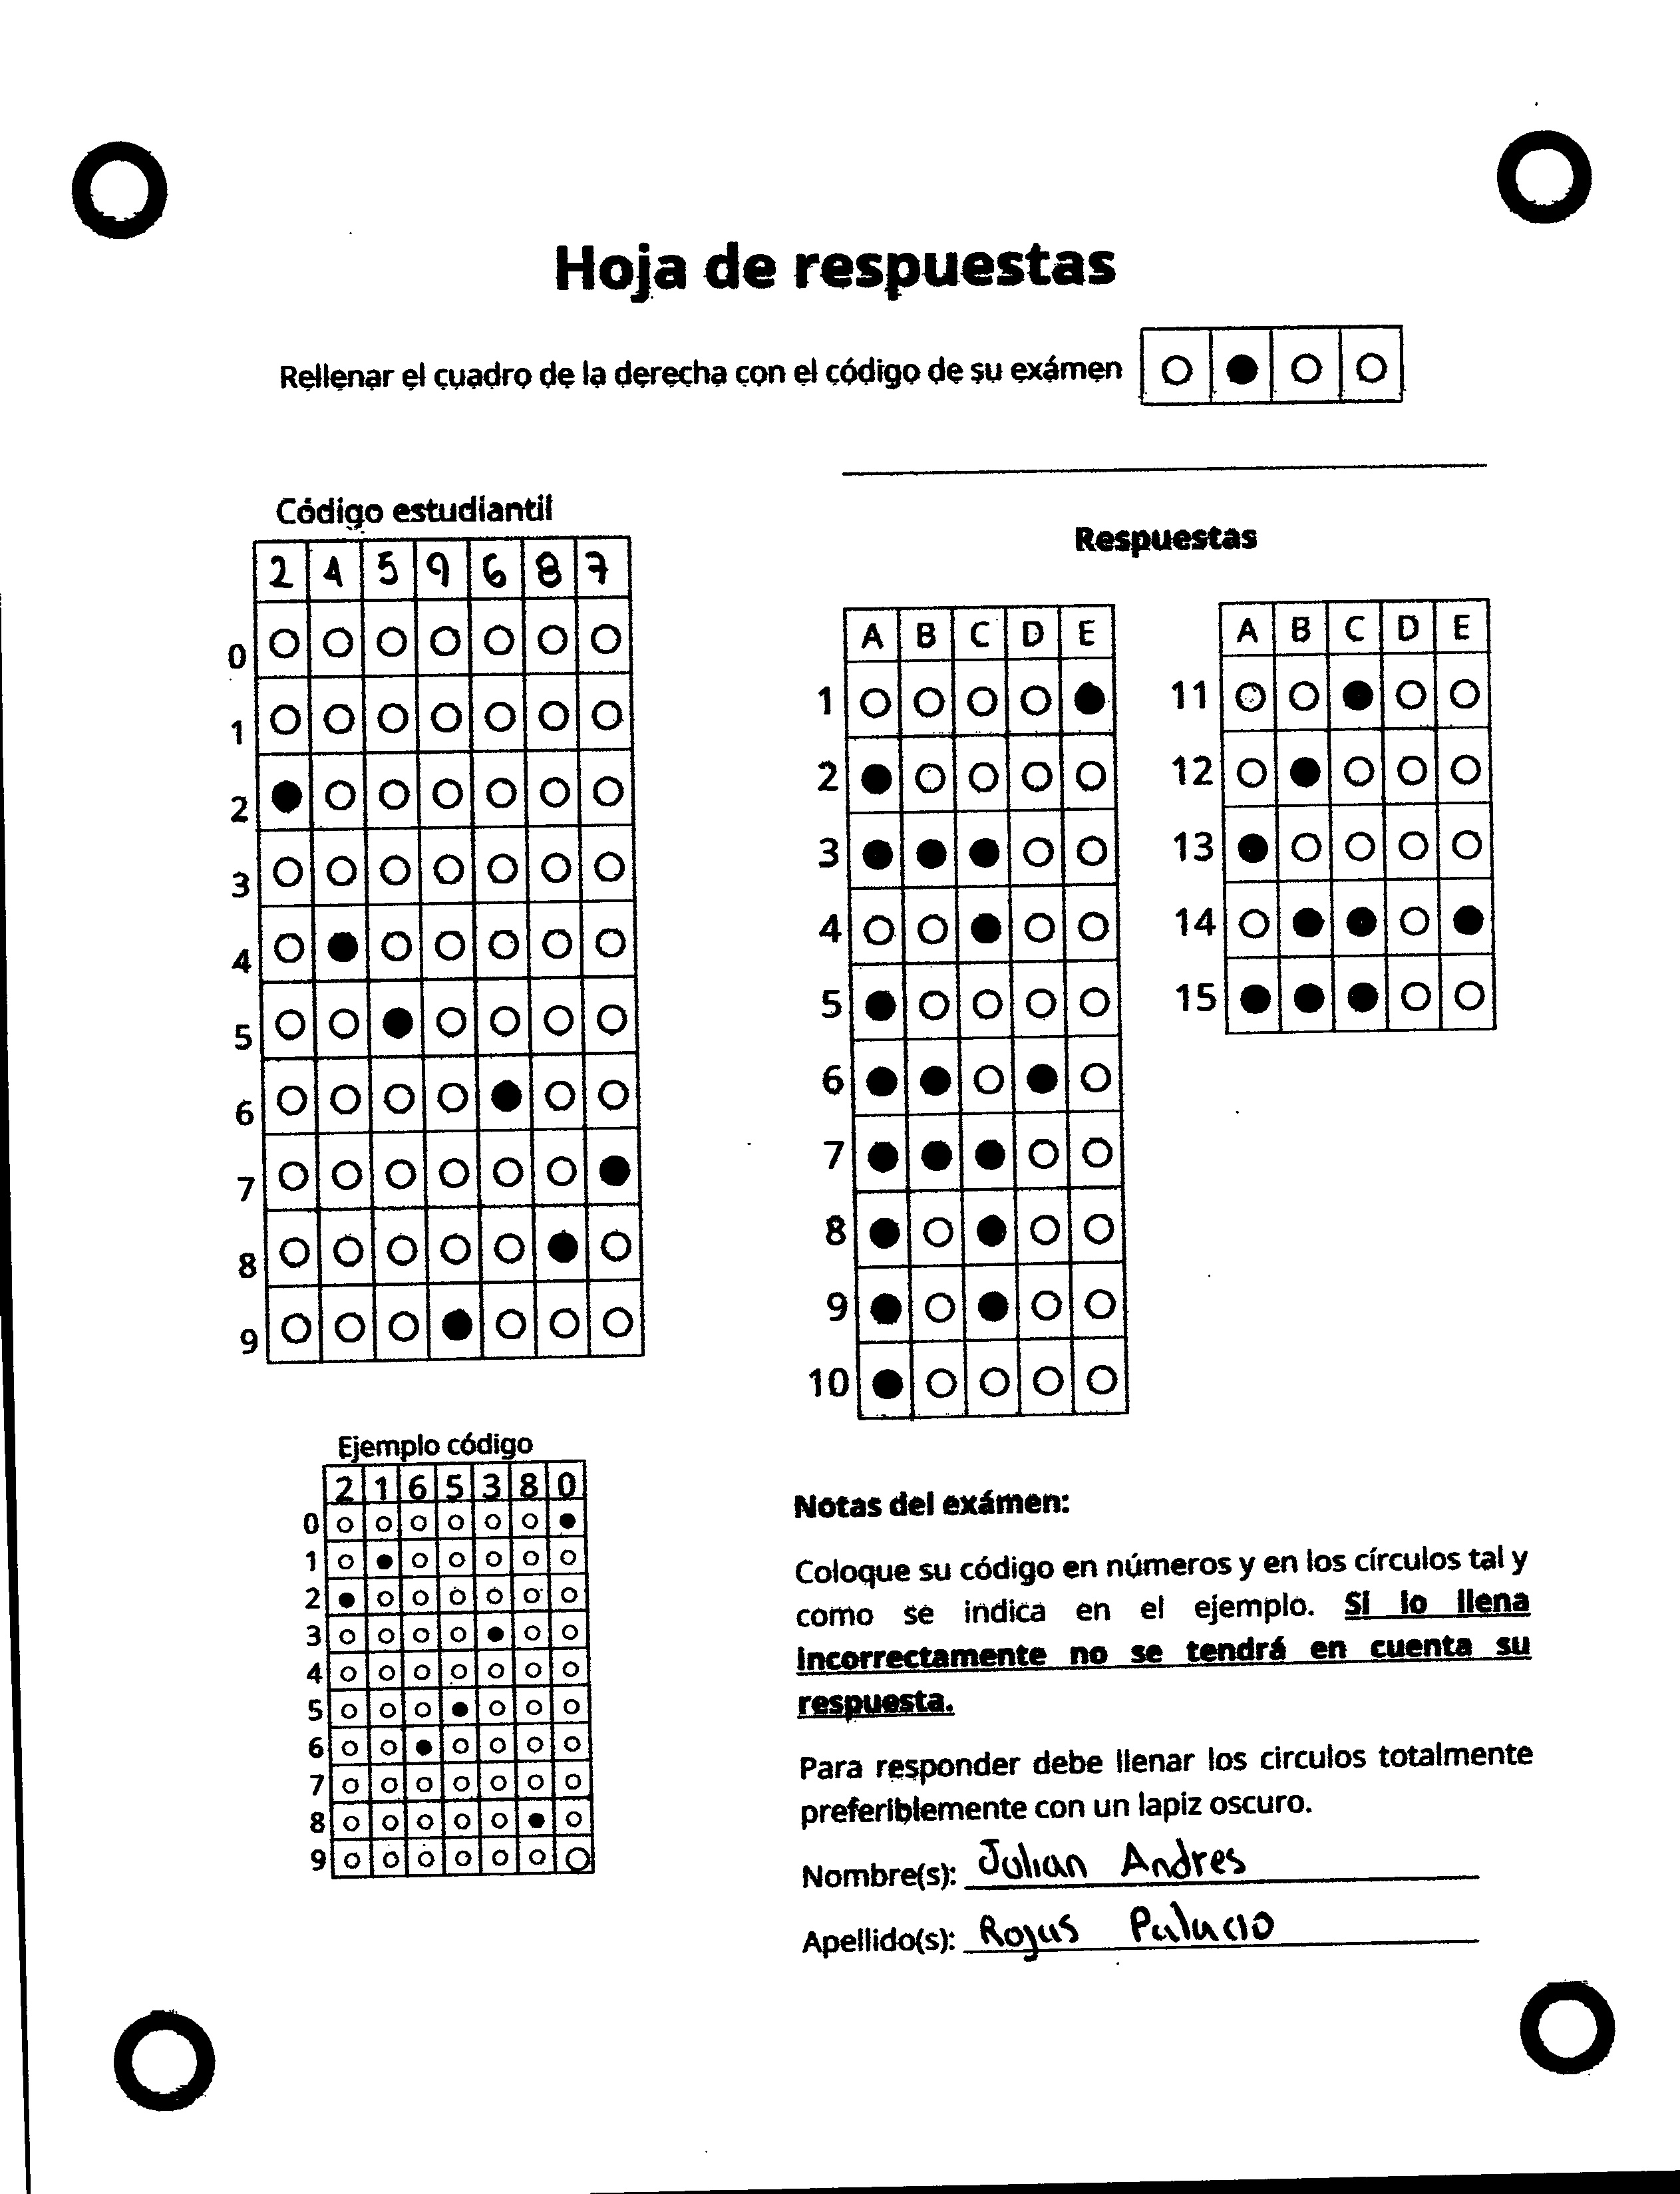 Hoja de respuestas
Rellenar el cuadro de la derecha con el código de su exámen
Código estudiantil
2 4 5 9 6 8 7
0
1
2
3
4
5
6
7
8
9
Ejemplo código
2 1 6 5 3 8 0
0
1
2
3
4
5
6
7
8
9
Respuestas
A B C D E
1
2
3
4
5
6
7
8
9
10
A B C D E
11
12
13
14
15
Notas del exámen:
Coloque su código en números y en los círculos tal y
como se indica en el ejemplo. Si lo llena
incorrectamente no se tendrá en cuenta su
respuesta.
Para responder debe llenar los circulos totalmente
preferiblemente con un lapiz oscuro.
Nombre(s): Julian Andres
Apellido(s): Rojas Palacio